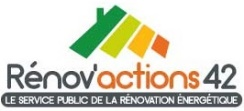 Rénov'actions 42
LE SERVICE PUBLIC DE LA RÉNOVATION ÉNERGÉTIQUE